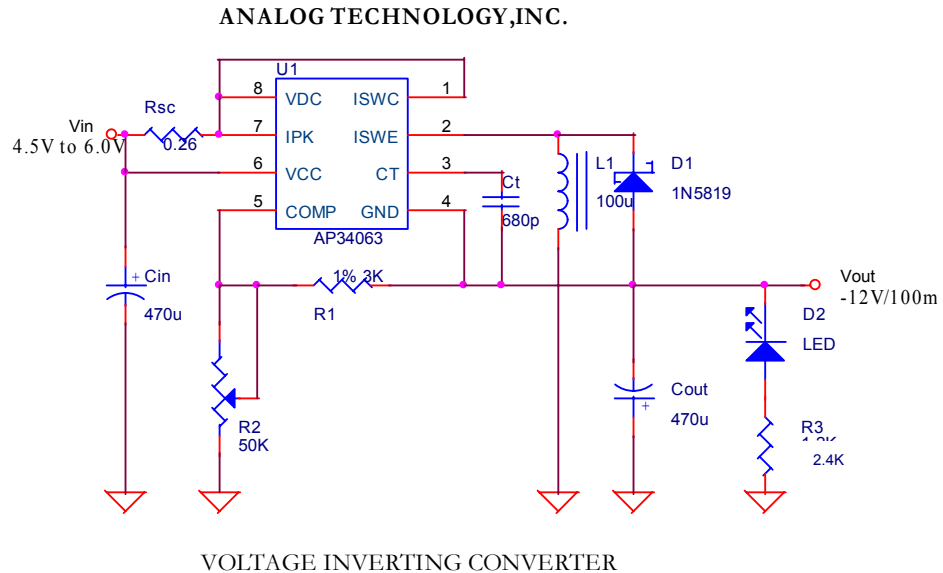 ANALOG TECHNOLOGY,INC.
U1
8 VDC ISWC 1
7 IPK ISWE 2
6 VCC CT 3
5 COMP GND 4
AP34063
Rsc
0.26
Vin
4.5V to 6.0V
Ct
680p
L1
100u
D1
1N5819
+ Cin
470u
1% 3K
R1
Vout
-12V/100m
D2
LED
R2
50K
Cout
470u
+
R3
2.4K
VOLTAGE INVERTING CONVERTER